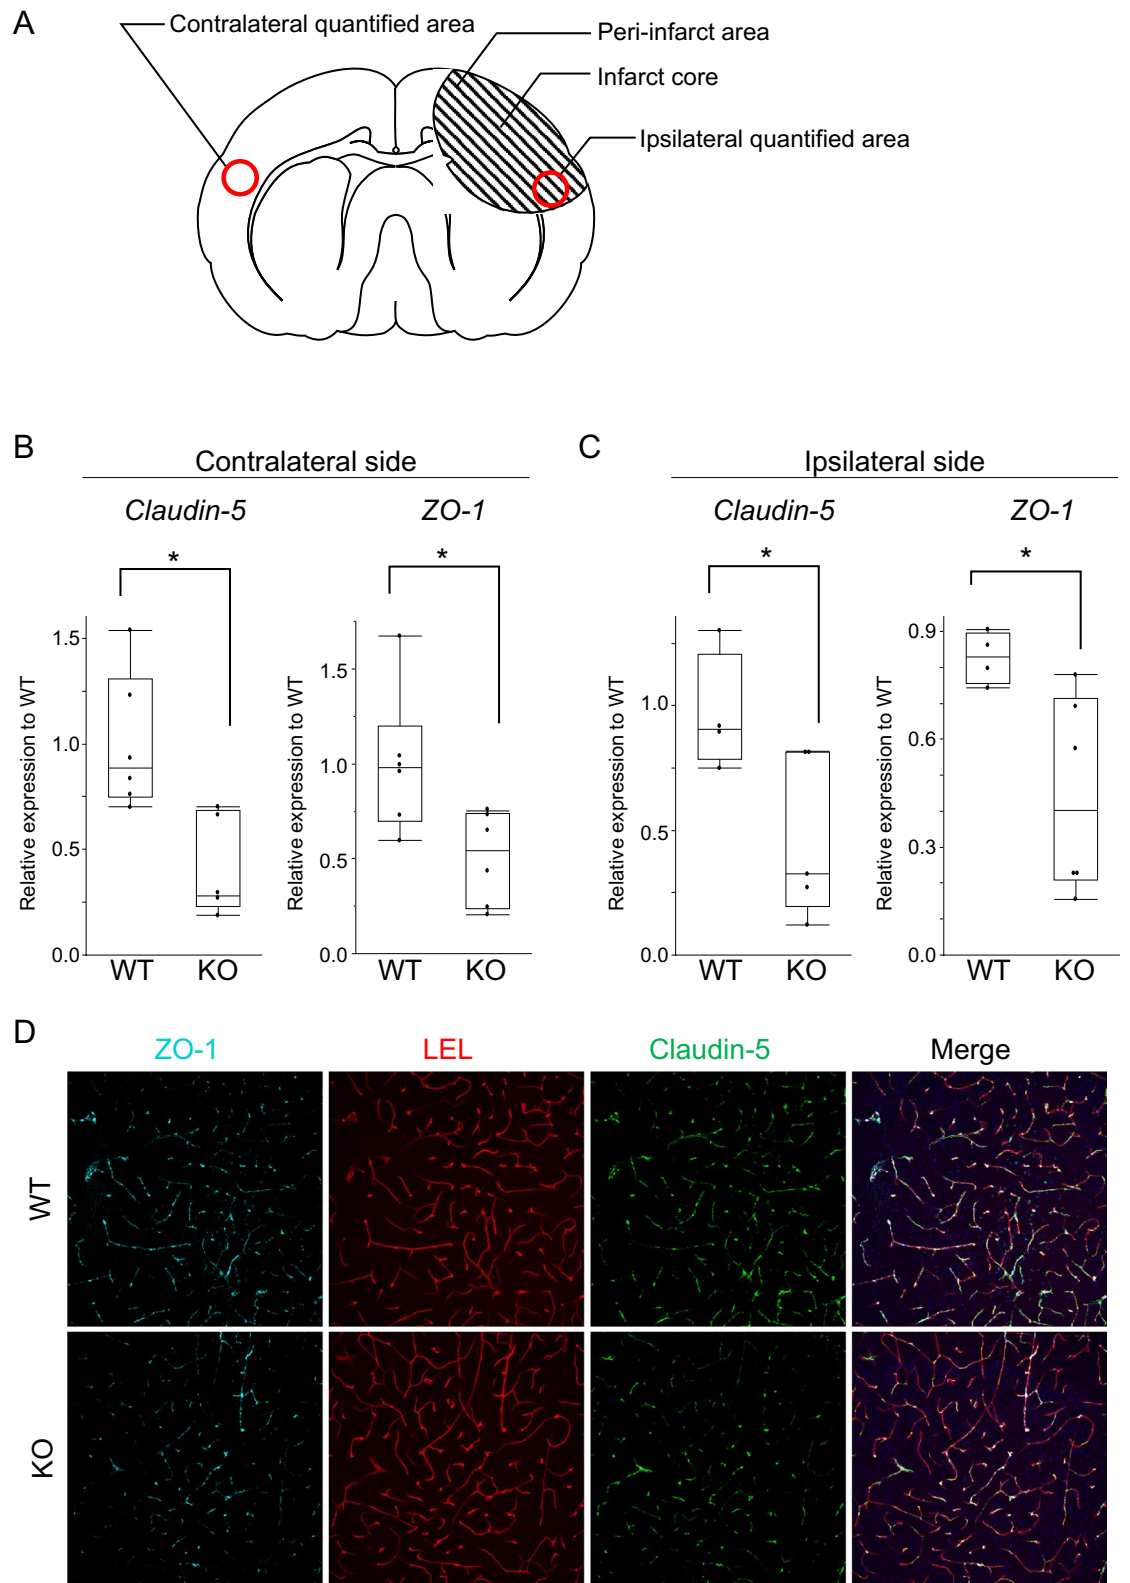 A
Contralateral quantified area
Peri-infarct area
Infarct core
Ipsilateral quantified area
B
Contralateral side
Claudin-5
ZO-1
*
*
Relative expression to WT
1.5
1.0
0.5
0.0
WT
KO
Relative expression to WT
1.5
1.0
0.5
0.0
WT
KO
C
Ipsilateral side
Claudin-5
ZO-1
*
*
Relative expression to WT
1.0
0.5
0.0
WT
KO
Relative expression to WT
0.9
0.6
0.3
0.0
WT
KO
D
ZO-1
LEL
Claudin-5
Merge
WT
KO